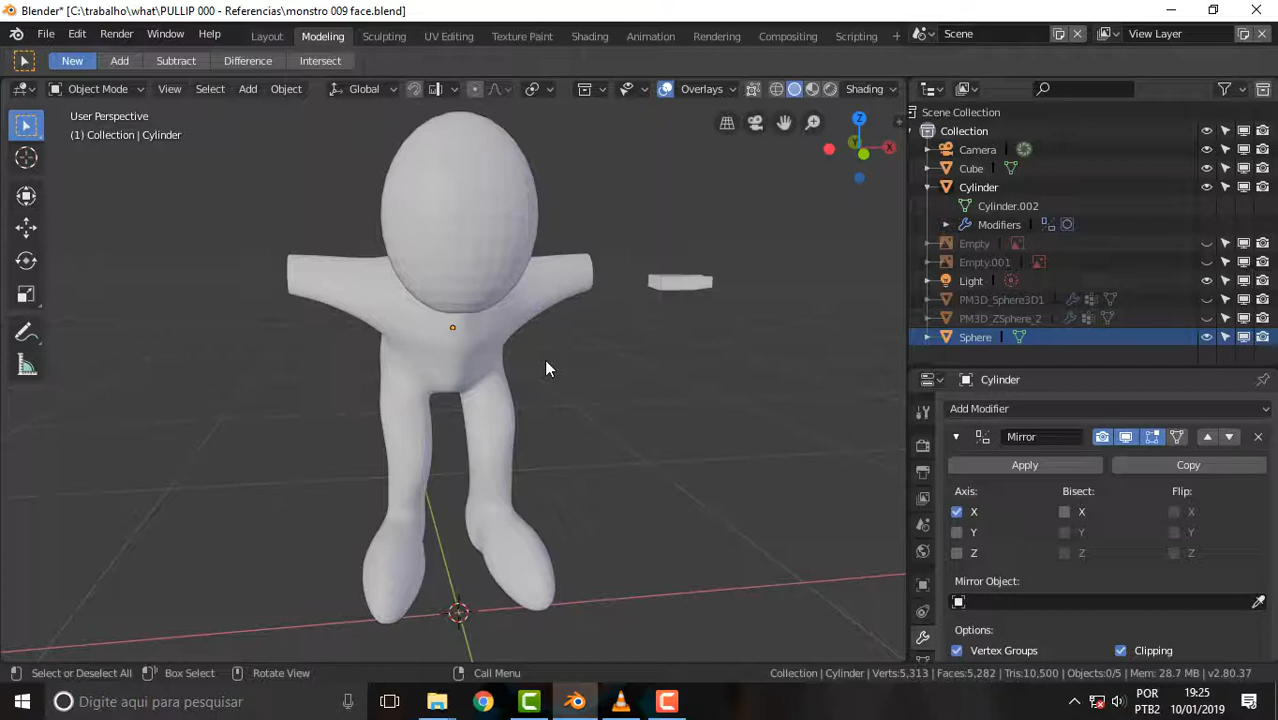 Blender* [C:\trabalho\what\PULLIP 000 - Referencias\monstro 009 face.blend]
File Edit Render Window Help Layout Modeling Sculpting UV Editing Texture Paint Shading Animation Rendering Compositing Scripting + Scene View Layer
New Add Subtract Difference Intersect
Object Mode View Select Add Object Global Overlays Shading
User Perspective
(1) Collection | Cylinder
Z
Y
X
Scene Collection
Collection
Camera
Cube
Cylinder
Cylinder.002
Modifiers
Empty
Empty.001
Light
PM3D_Sphere3D1
PM3D_ZSphere_2
Sphere
Cylinder
Add Modifier
Mirror
Apply Copy
Axis: Bisect: Flip:
X X X
Y Y Y
Z Z Z
Mirror Object:
Options:
Vertex Groups Clipping
Select or Deselect All Box Select Rotate View Call Menu Collection | Cylinder | Verts:5,313 | Faces:5,282 | Tris:10,500 | Objects:0/5 | Mem: 28.7 MB | v2.80.37
Digite aqui para pesquisar
POR
PTB2
19:25
10/01/2019